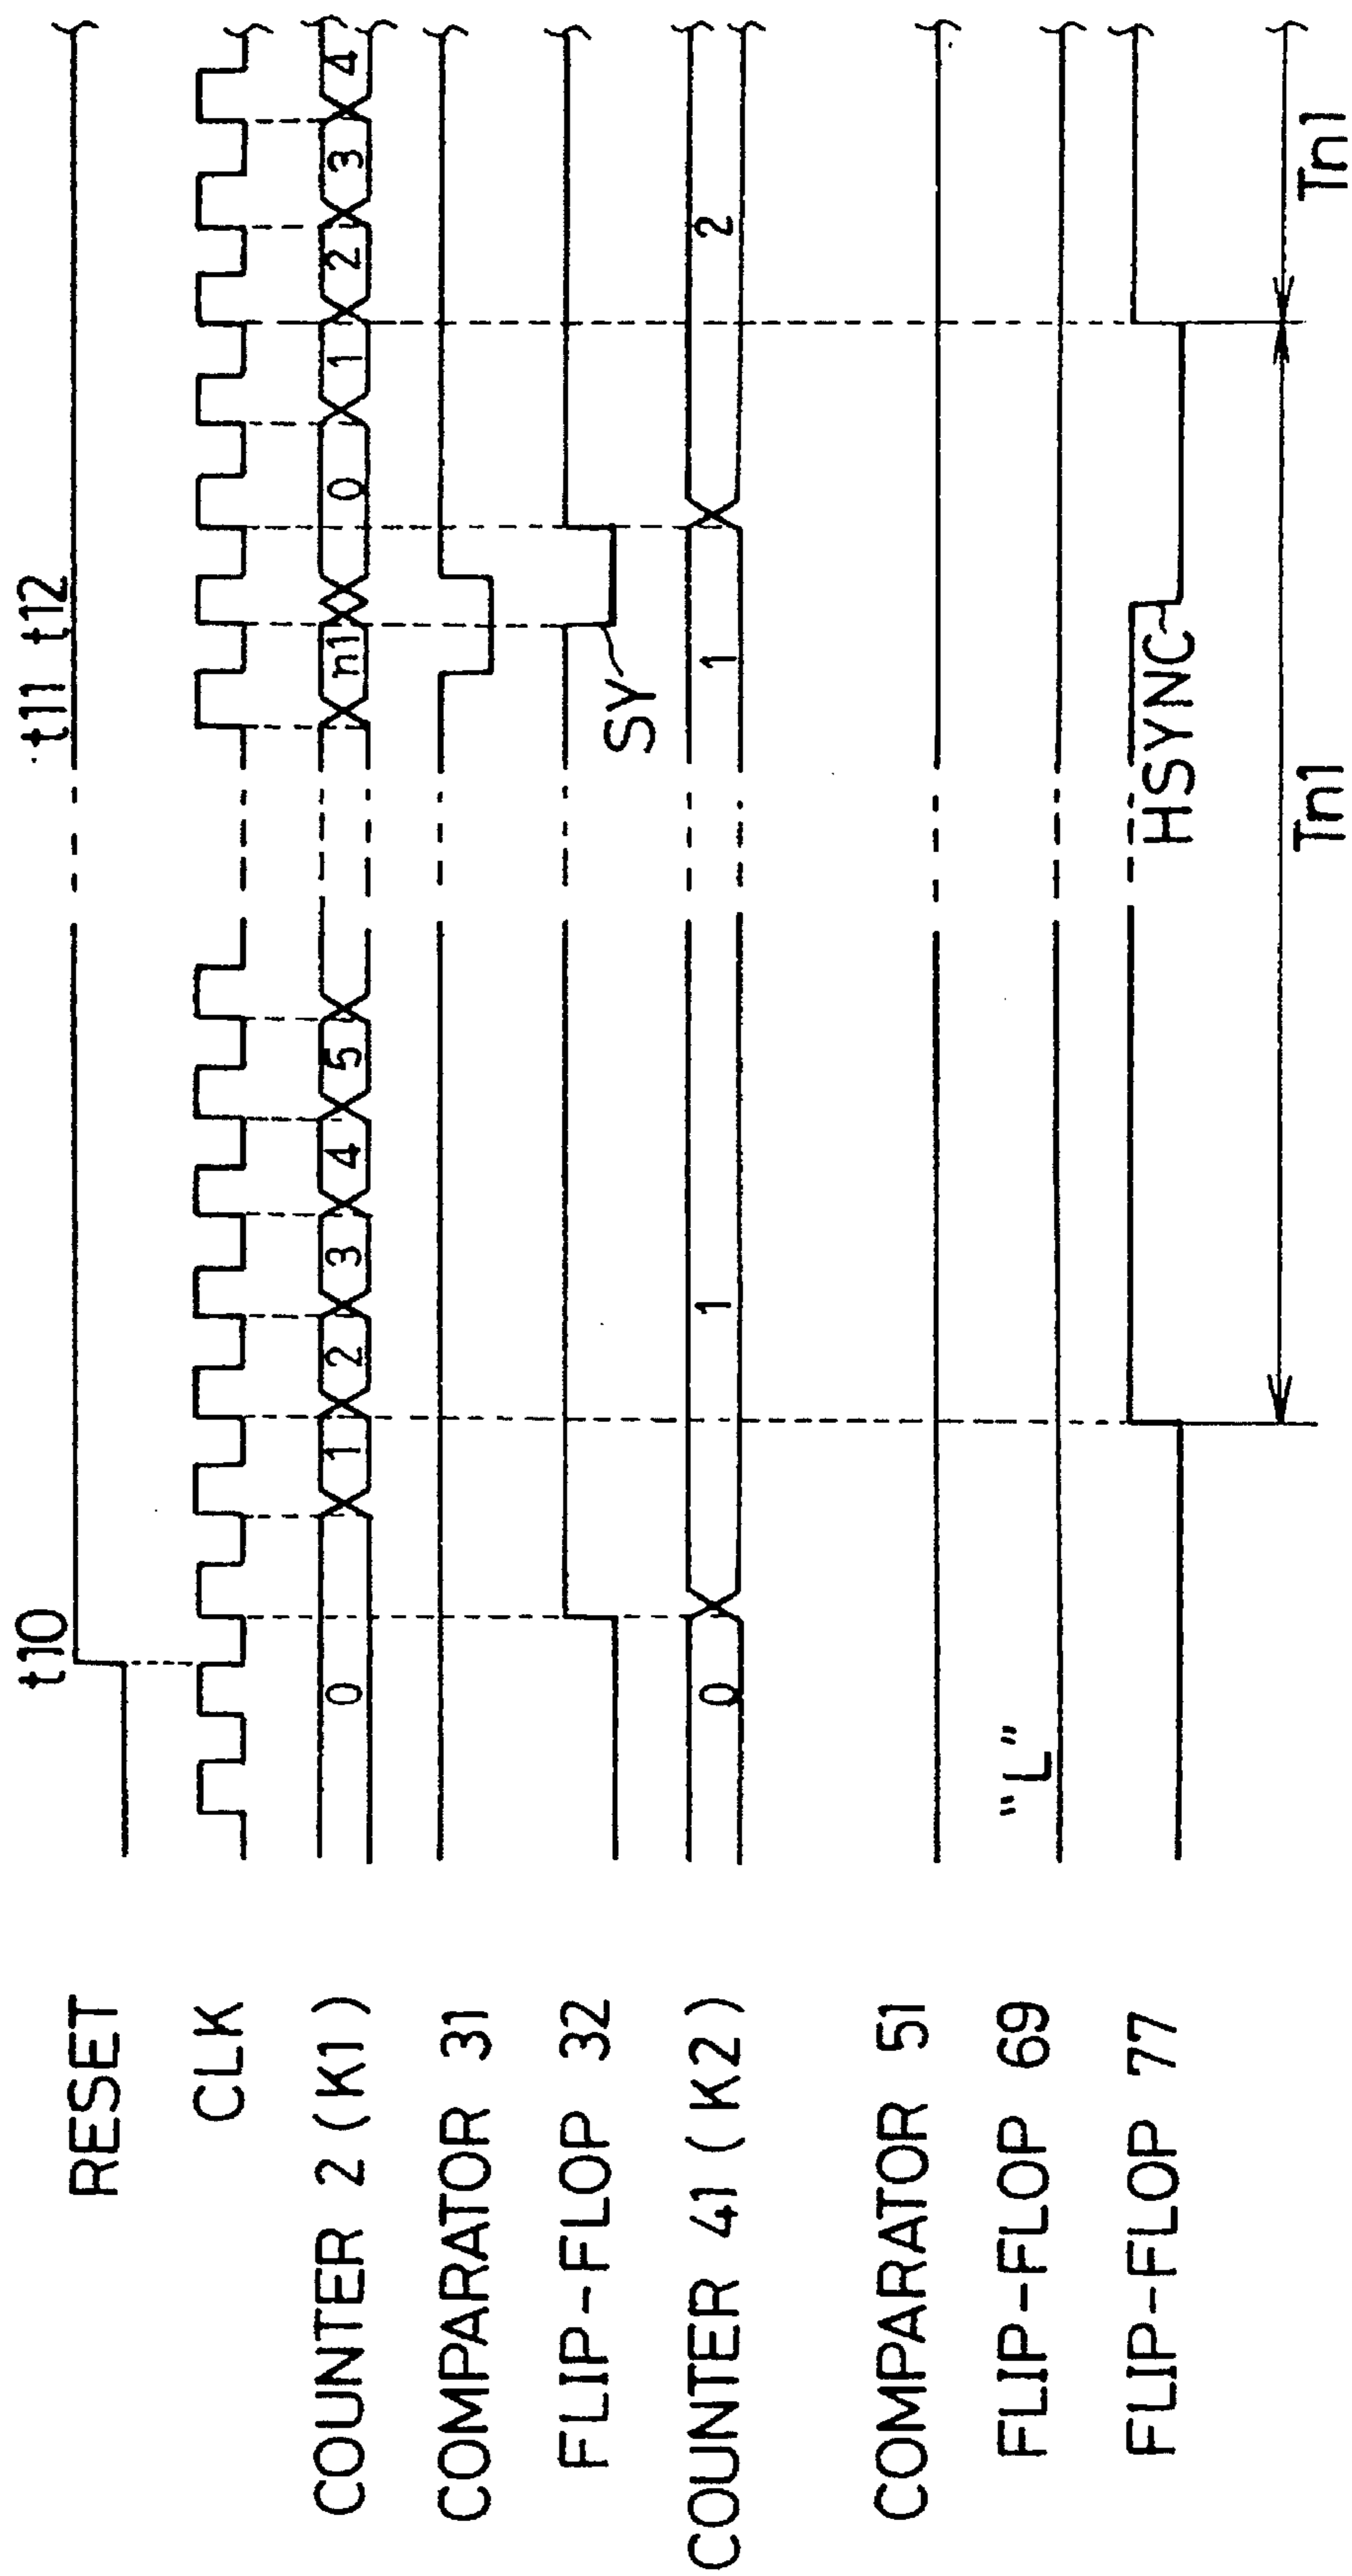 t10 t11 t12
RESET
CLK
COUNTER 2 (K1) 0 1 2 3 4 5 n1 0 1 2 3 4
COMPARATOR 31
FLIP-FLOP 32 SY
COUNTER 41 (K2) 0 1 1 2
COMPARATOR 51
FLIP-FLOP 69 "L"
FLIP-FLOP 77 HSYNC
Tn1 Tn1